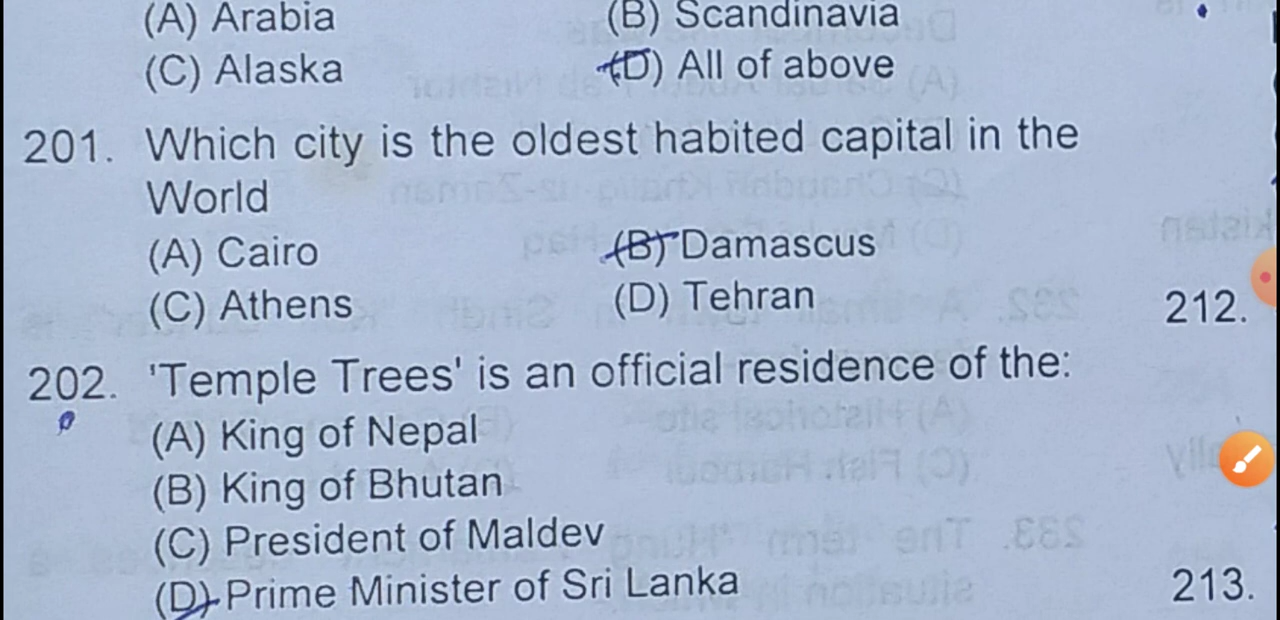 (A) Arabia (B) Scandinavia
(C) Alaska (D) All of above
201. Which city is the oldest habited capital in the
World
(A) Cairo (B) Damascus
(C) Athens (D) Tehran
212.
202. 'Temple Trees' is an official residence of the:
(A) King of Nepal
(B) King of Bhutan
(C) President of Maldev
(D) Prime Minister of Sri Lanka
213.